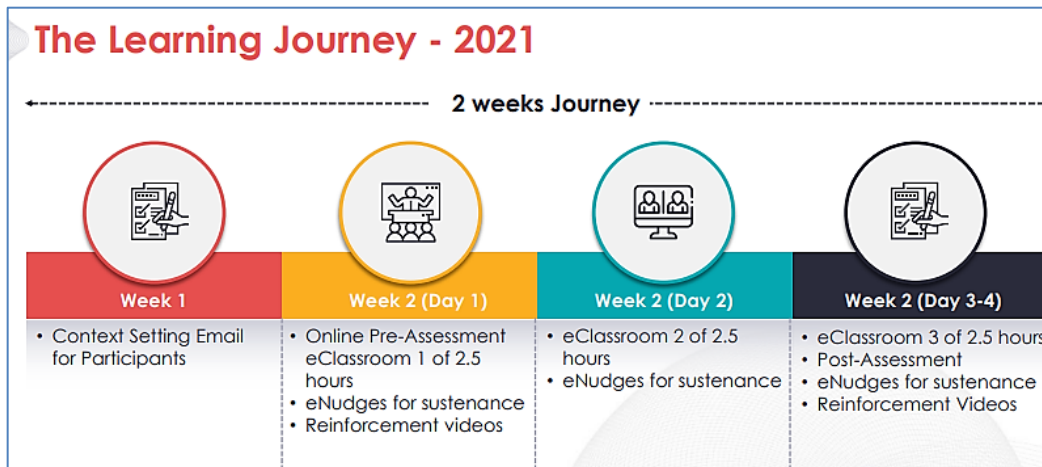 The Learning Journey - 2021
2 weeks Journey
Week 1
• Context Setting Email
for Participants
Week 2 (Day 1)
• Online Pre-Assessment
eClassroom 1 of 2.5
hours
• eNudges for sustenance
• Reinforcement videos
Week 2 (Day 2)
• eClassroom 2 of 2.5
hours
• eNudges for sustenance
Week 2 (Day 3-4)
• eClassroom 3 of 2.5 hours
• Post-Assessment
• eNudges for sustenance
• Reinforcement Videos